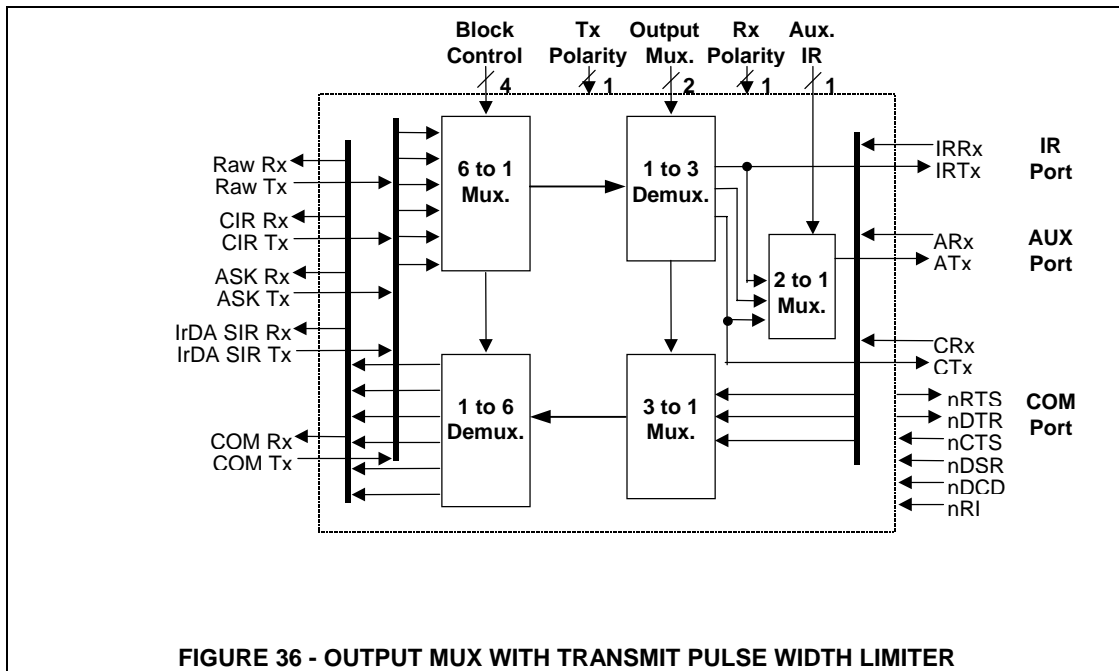 Block Control
Tx Polarity
Output Mux.
Rx Polarity
Aux. IR
4
1
2
1
1
6 to 1 Mux.
1 to 3 Demux.
2 to 1 Mux.
1 to 6 Demux.
3 to 1 Mux.
Raw Rx
Raw Tx
CIR Rx
CIR Tx
ASK Rx
ASK Tx
IrDA SIR Rx
IrDA SIR Tx
COM Rx
COM Tx
IRRx
IRTx
IR Port
ARx
ATx
AUX Port
CRx
CTx
nRTS
nDTR
nCTS
nDSR
nDCD
nRI
COM Port
FIGURE 36 - OUTPUT MUX WITH TRANSMIT PULSE WIDTH LIMITER